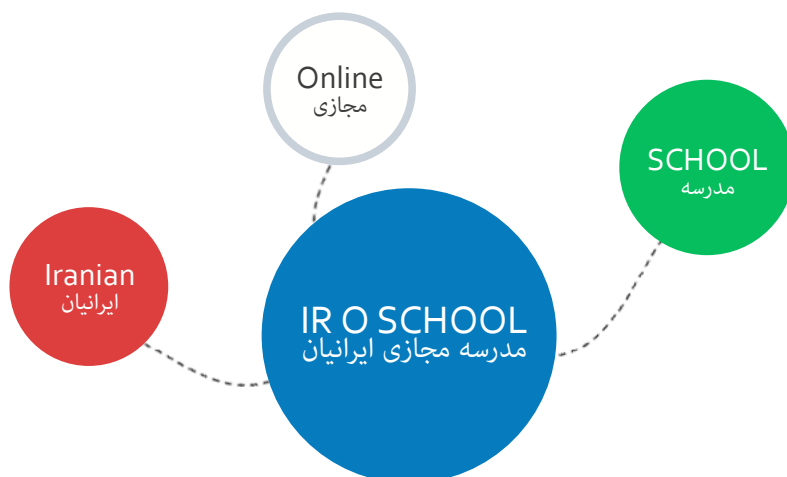 Online
مجازی
SCHOOL
مدرسه
Iranian
ایرانیان
IR O SCHOOL
مدرسه مجازی ایرانیان